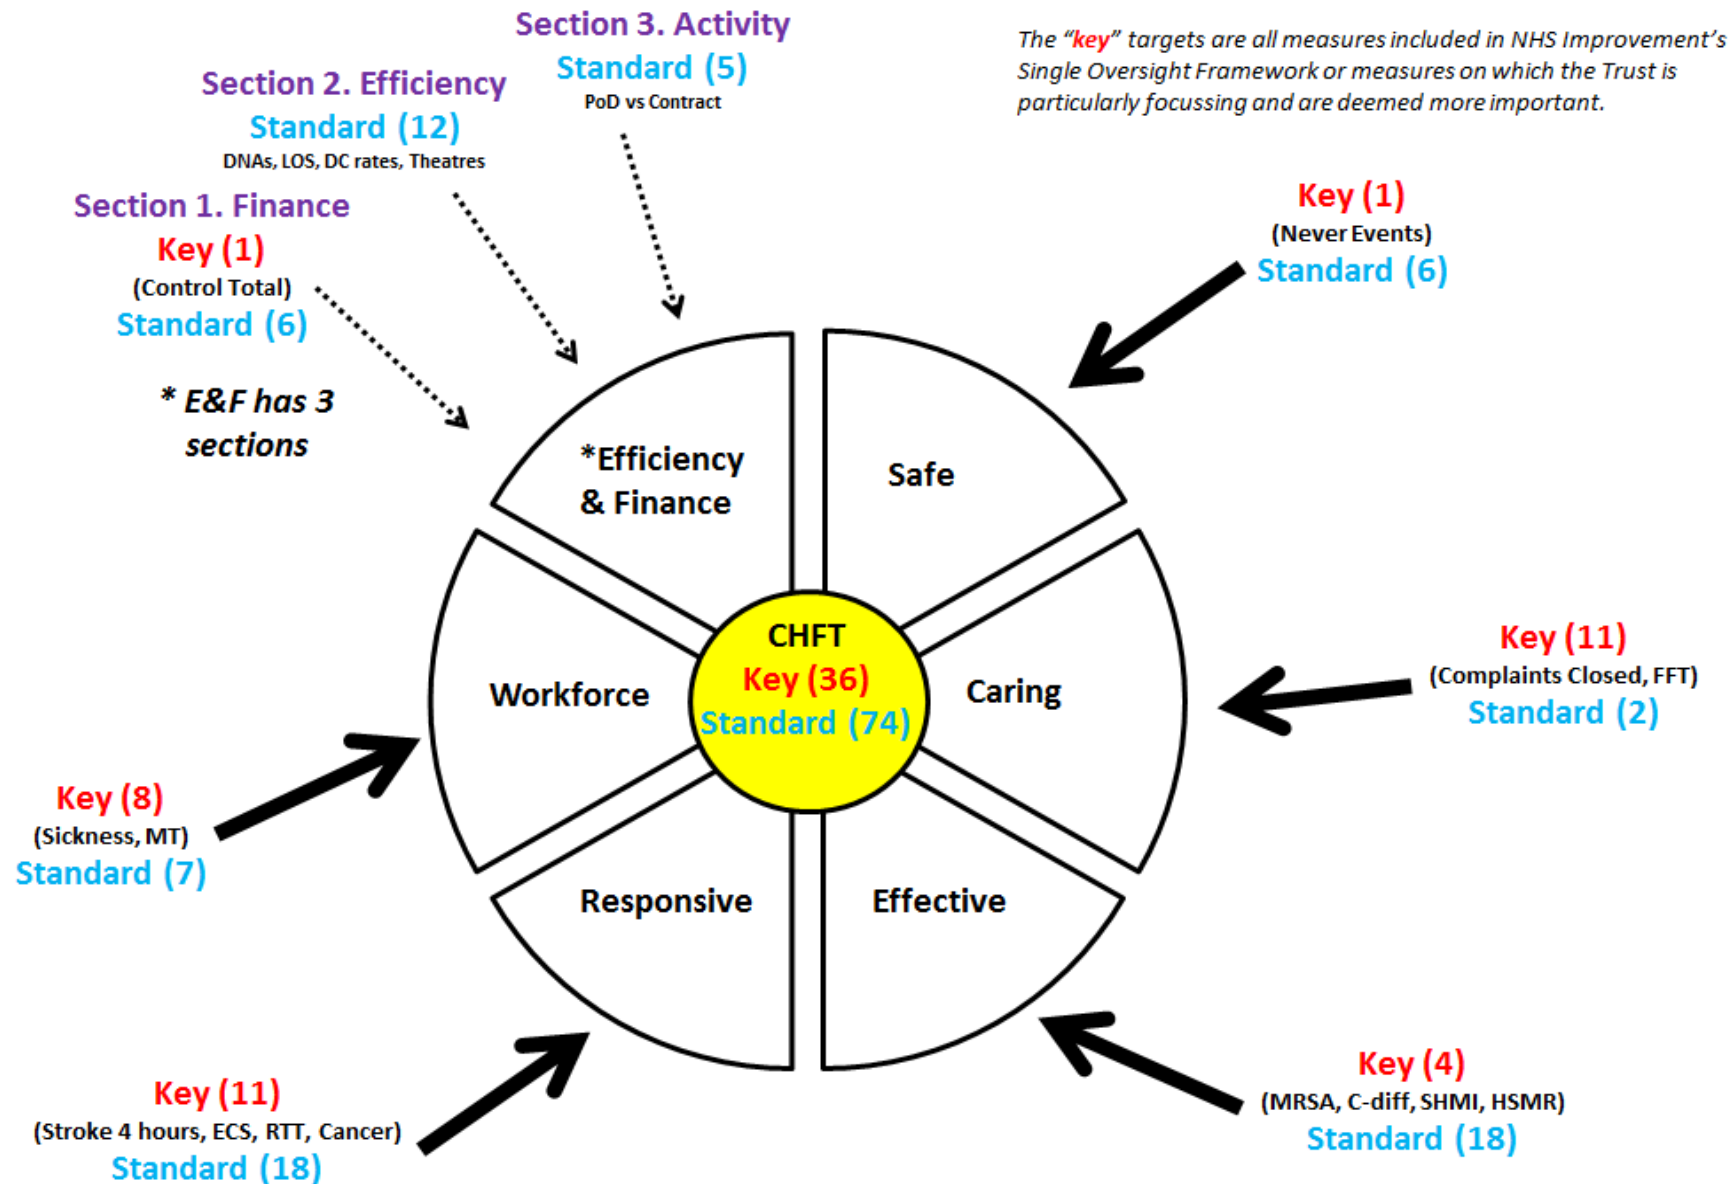 Section 3. Activity
Standard (5)
PoD vs Contract
The “key” targets are all measures included in NHS Improvement’s
Single Oversight Framework or measures on which the Trust is
particularly focussing and are deemed more important.
Section 2. Efficiency
Standard (12)
DNAs, LOS, DC rates, Theatres
Section 1. Finance
Key (1)
(Control Total)
Standard (6)
* E&F has 3
sections
Key (1)
(Never Events)
Standard (6)
*Efficiency
& Finance
Safe
CHFT
Key (36)
Standard (74)
Workforce
Caring
Key (11)
(Complaints Closed, FFT)
Standard (2)
Key (8)
(Sickness, MT)
Standard (7)
Responsive
Effective
Key (11)
(Stroke 4 hours, ECS, RTT, Cancer)
Standard (18)
Key (4)
(MRSA, C-diff, SHMI, HSMR)
Standard (18)